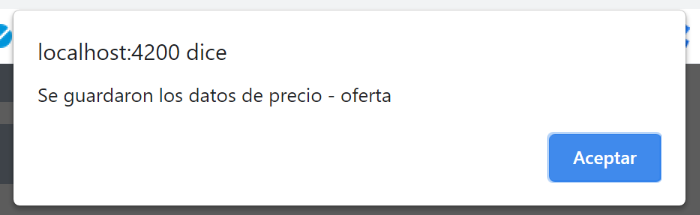 localhost:4200 dice
Se guardaron los datos de precio - oferta
Aceptar